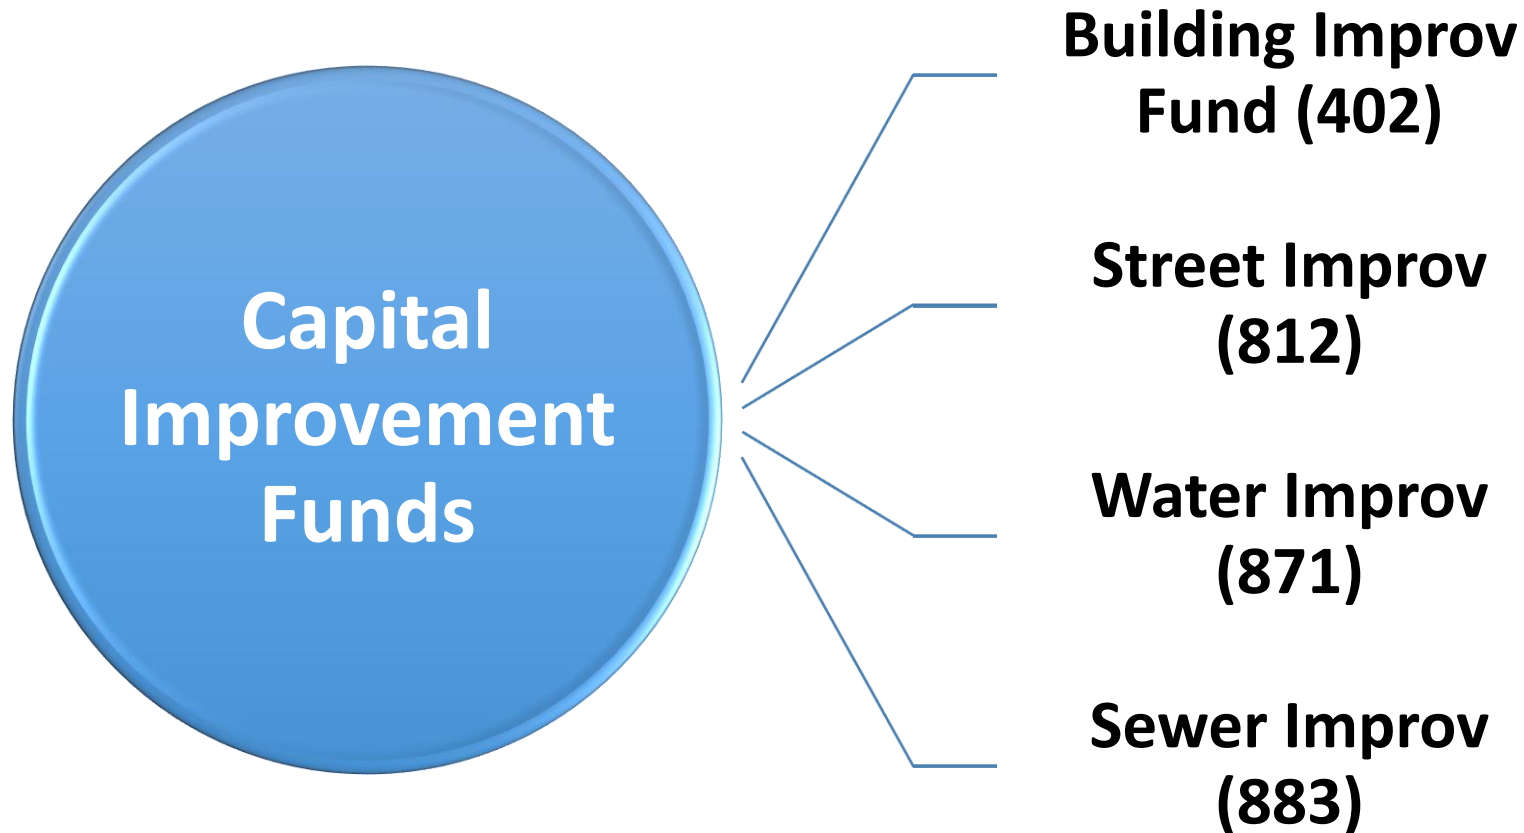 Capital
Improvement
Funds
Building Improv
Fund (402)
Street Improv
(812)
Water Improv
(871)
Sewer Improv
(883)